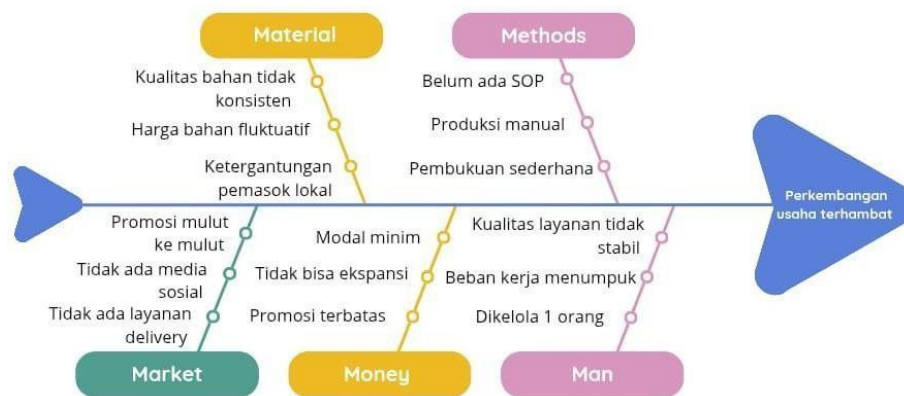 Material
Methods
Kualitas bahan tidak
konsisten
Harga bahan fluktuatif
Ketergantungan
pemasok lokal
Belum ada SOP
Produksi manual
Pembukuan sederhana
Perkembangan
usaha terhambat
Promosi mulut
ke mulut
Tidak ada media
sosial
Tidak ada layanan
delivery
Modal minim
Tidak bisa ekspansi
Promosi terbatas
Kualitas layanan tidak
stabil
Beban kerja menumpuk
Dikelola 1 orang
Market
Money
Man